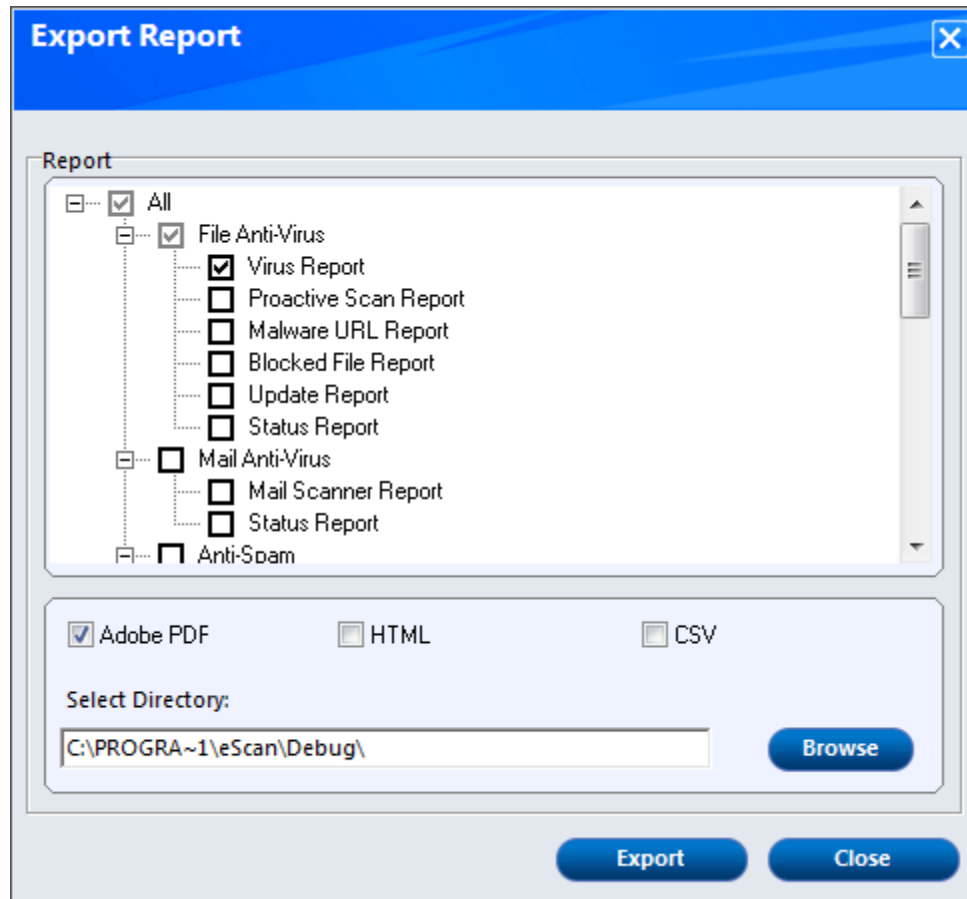 Export Report
Report
All
File Anti-Virus
Virus Report
Proactive Scan Report
Malware URL Report
Blocked File Report
Update Report
Status Report
Mail Anti-Virus
Mail Scanner Report
Status Report
Anti-Spam
Adobe PDF HTML CSV
Select Directory:
C:\PROGRA~1\eScan\Debug\ Browse
Export Close